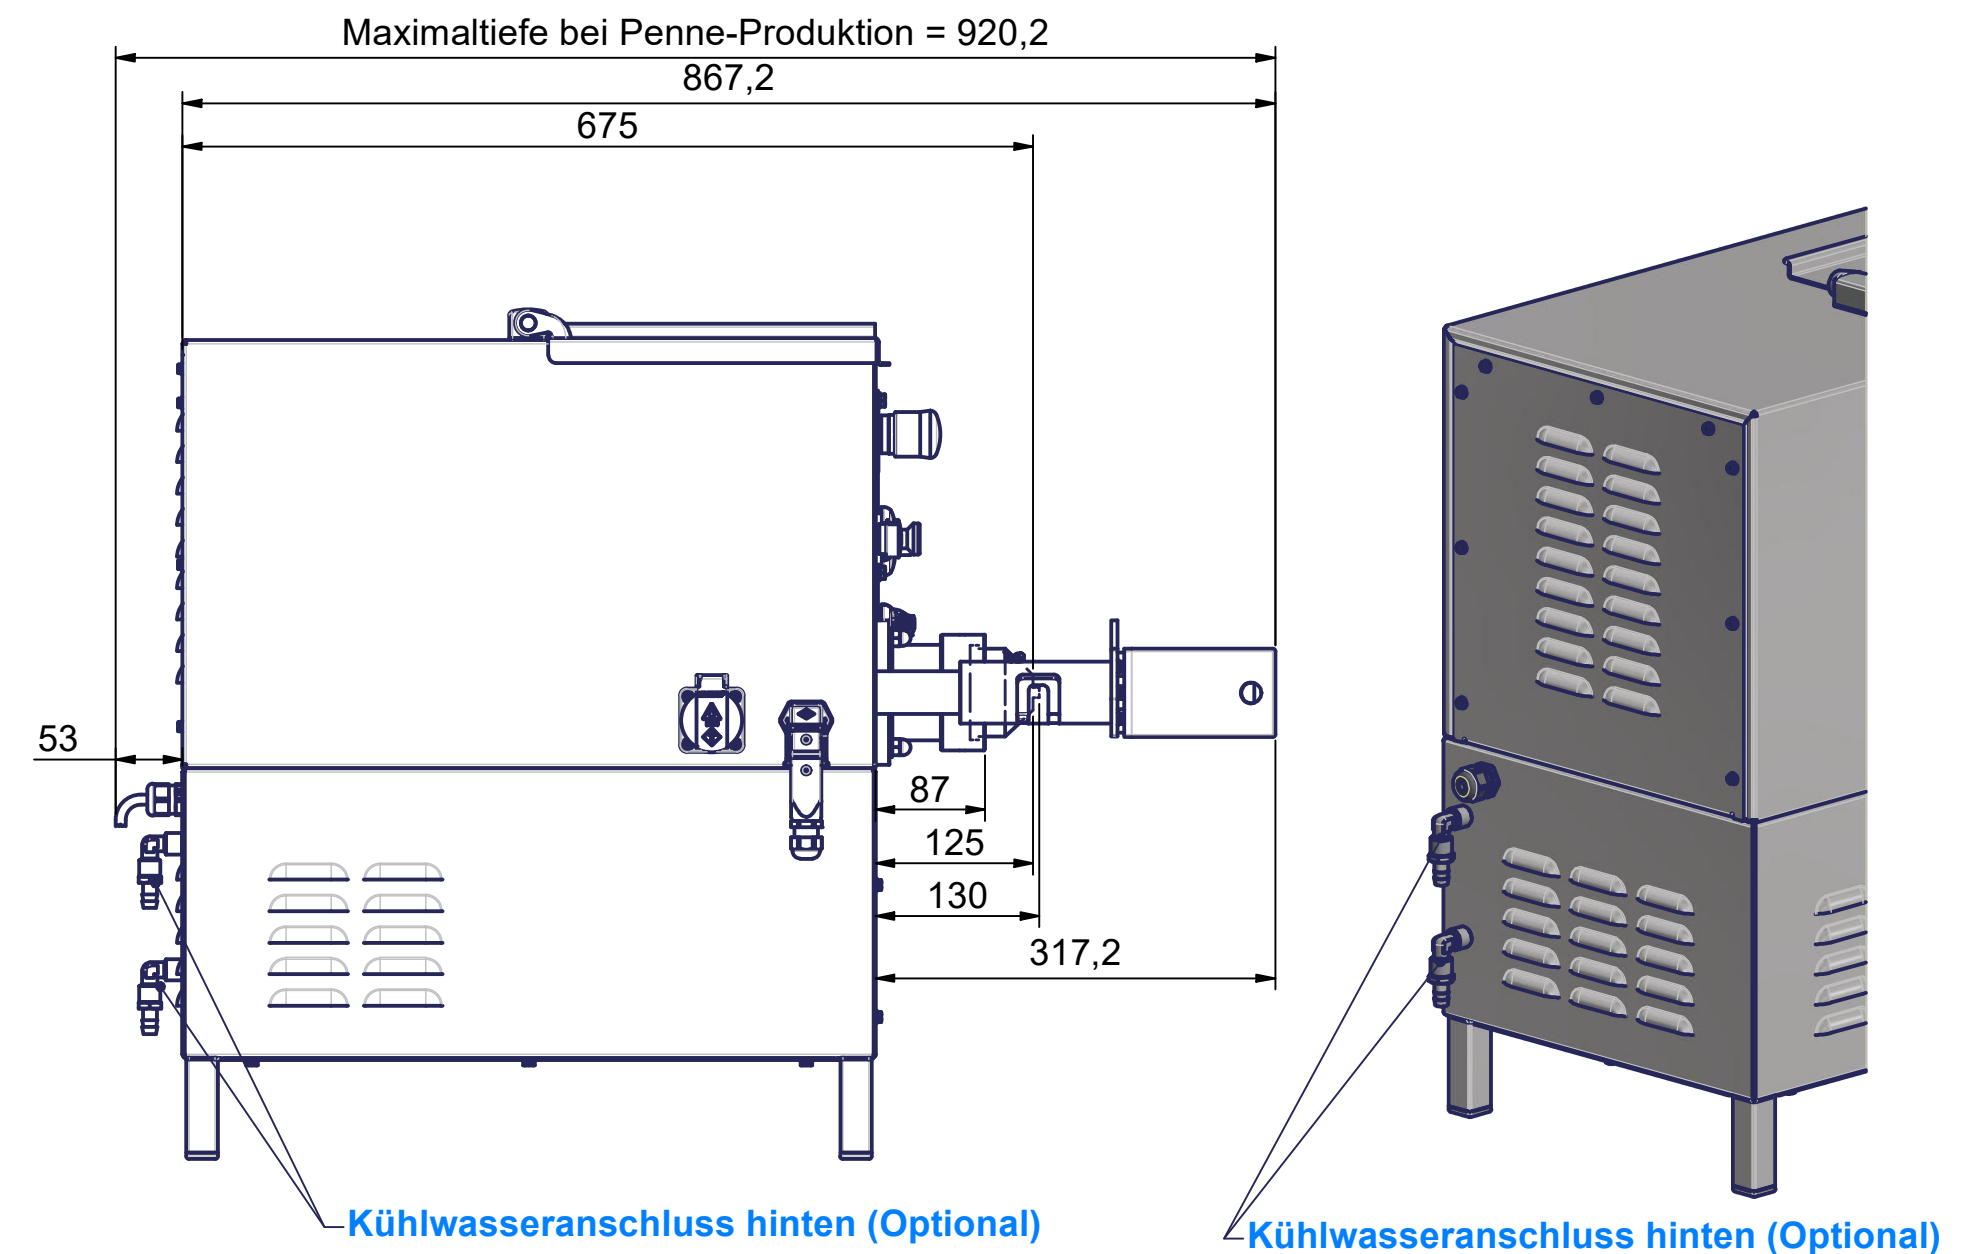 Maximaltiefe bei Penne-Produktion = 920,2
867,2
675
53
87
125
130
317,2
Kühlwasseranschluss hinten (Optional)
Kühlwasseranschluss hinten (Optional)